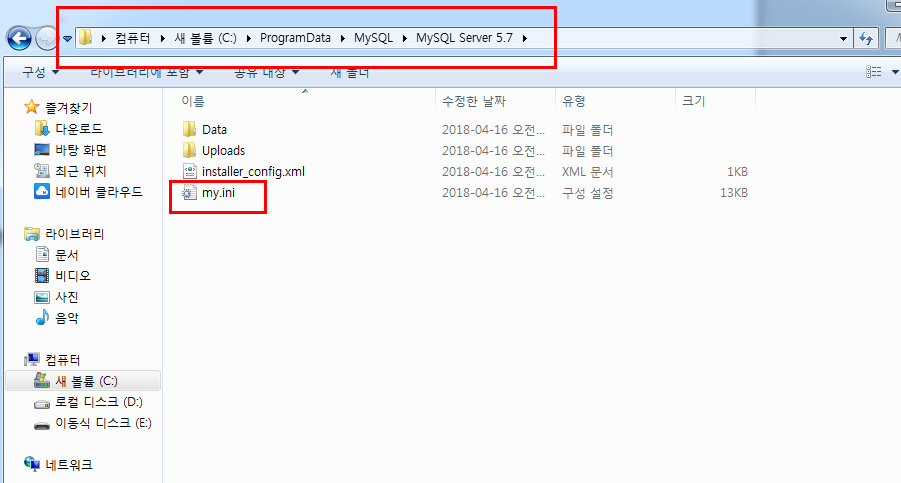 컴퓨터 새 볼륨 (C:) ProgramData MySQL MySQL Server 5.7
구성 라이브러리에 포함 공유 대상 새 폴더
즐겨찾기
다운로드
바탕 화면
최근 위치
네이버 클라우드
라이브러리
문서
비디오
사진
음악
컴퓨터
새 볼륨 (C:)
로컬 디스크 (D:)
이동식 디스크 (E:)
네트워크
이름 수정한 날짜 유형 크기
Data 2018-04-16 오전... 파일 폴더
Uploads 2018-04-16 오전... 파일 폴더
installer_config.xml 2018-04-16 오전... XML 문서 1KB
my.ini 2018-04-16 오전... 구성 설정 13KB